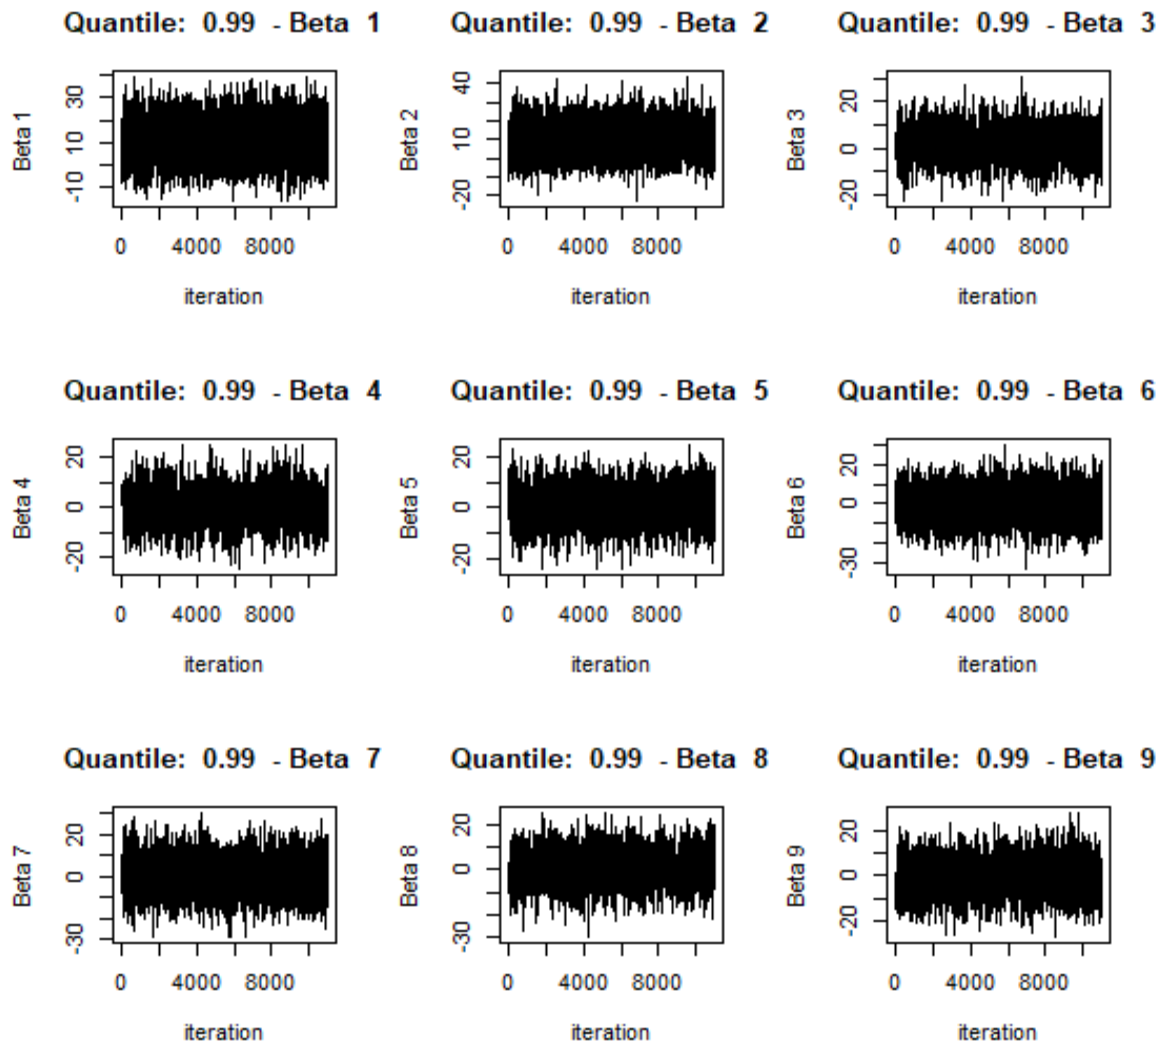 Quantile: 0.99 - Beta 1
Quantile: 0.99 - Beta 2
Quantile: 0.99 - Beta 3
Beta 1
-10 10 30
0 4000 8000
iteration
Beta 2
-20 10 40
0 4000 8000
iteration
Beta 3
-20 0 20
0 4000 8000
iteration
Quantile: 0.99 - Beta 4
Quantile: 0.99 - Beta 5
Quantile: 0.99 - Beta 6
Beta 4
-20 0 20
0 4000 8000
iteration
Beta 5
-20 0 20
0 4000 8000
iteration
Beta 6
-30 0 20
0 4000 8000
iteration
Quantile: 0.99 - Beta 7
Quantile: 0.99 - Beta 8
Quantile: 0.99 - Beta 9
Beta 7
-30 0 20
0 4000 8000
iteration
Beta 8
-30 0 20
0 4000 8000
iteration
Beta 9
-20 0 20
0 4000 8000
iteration